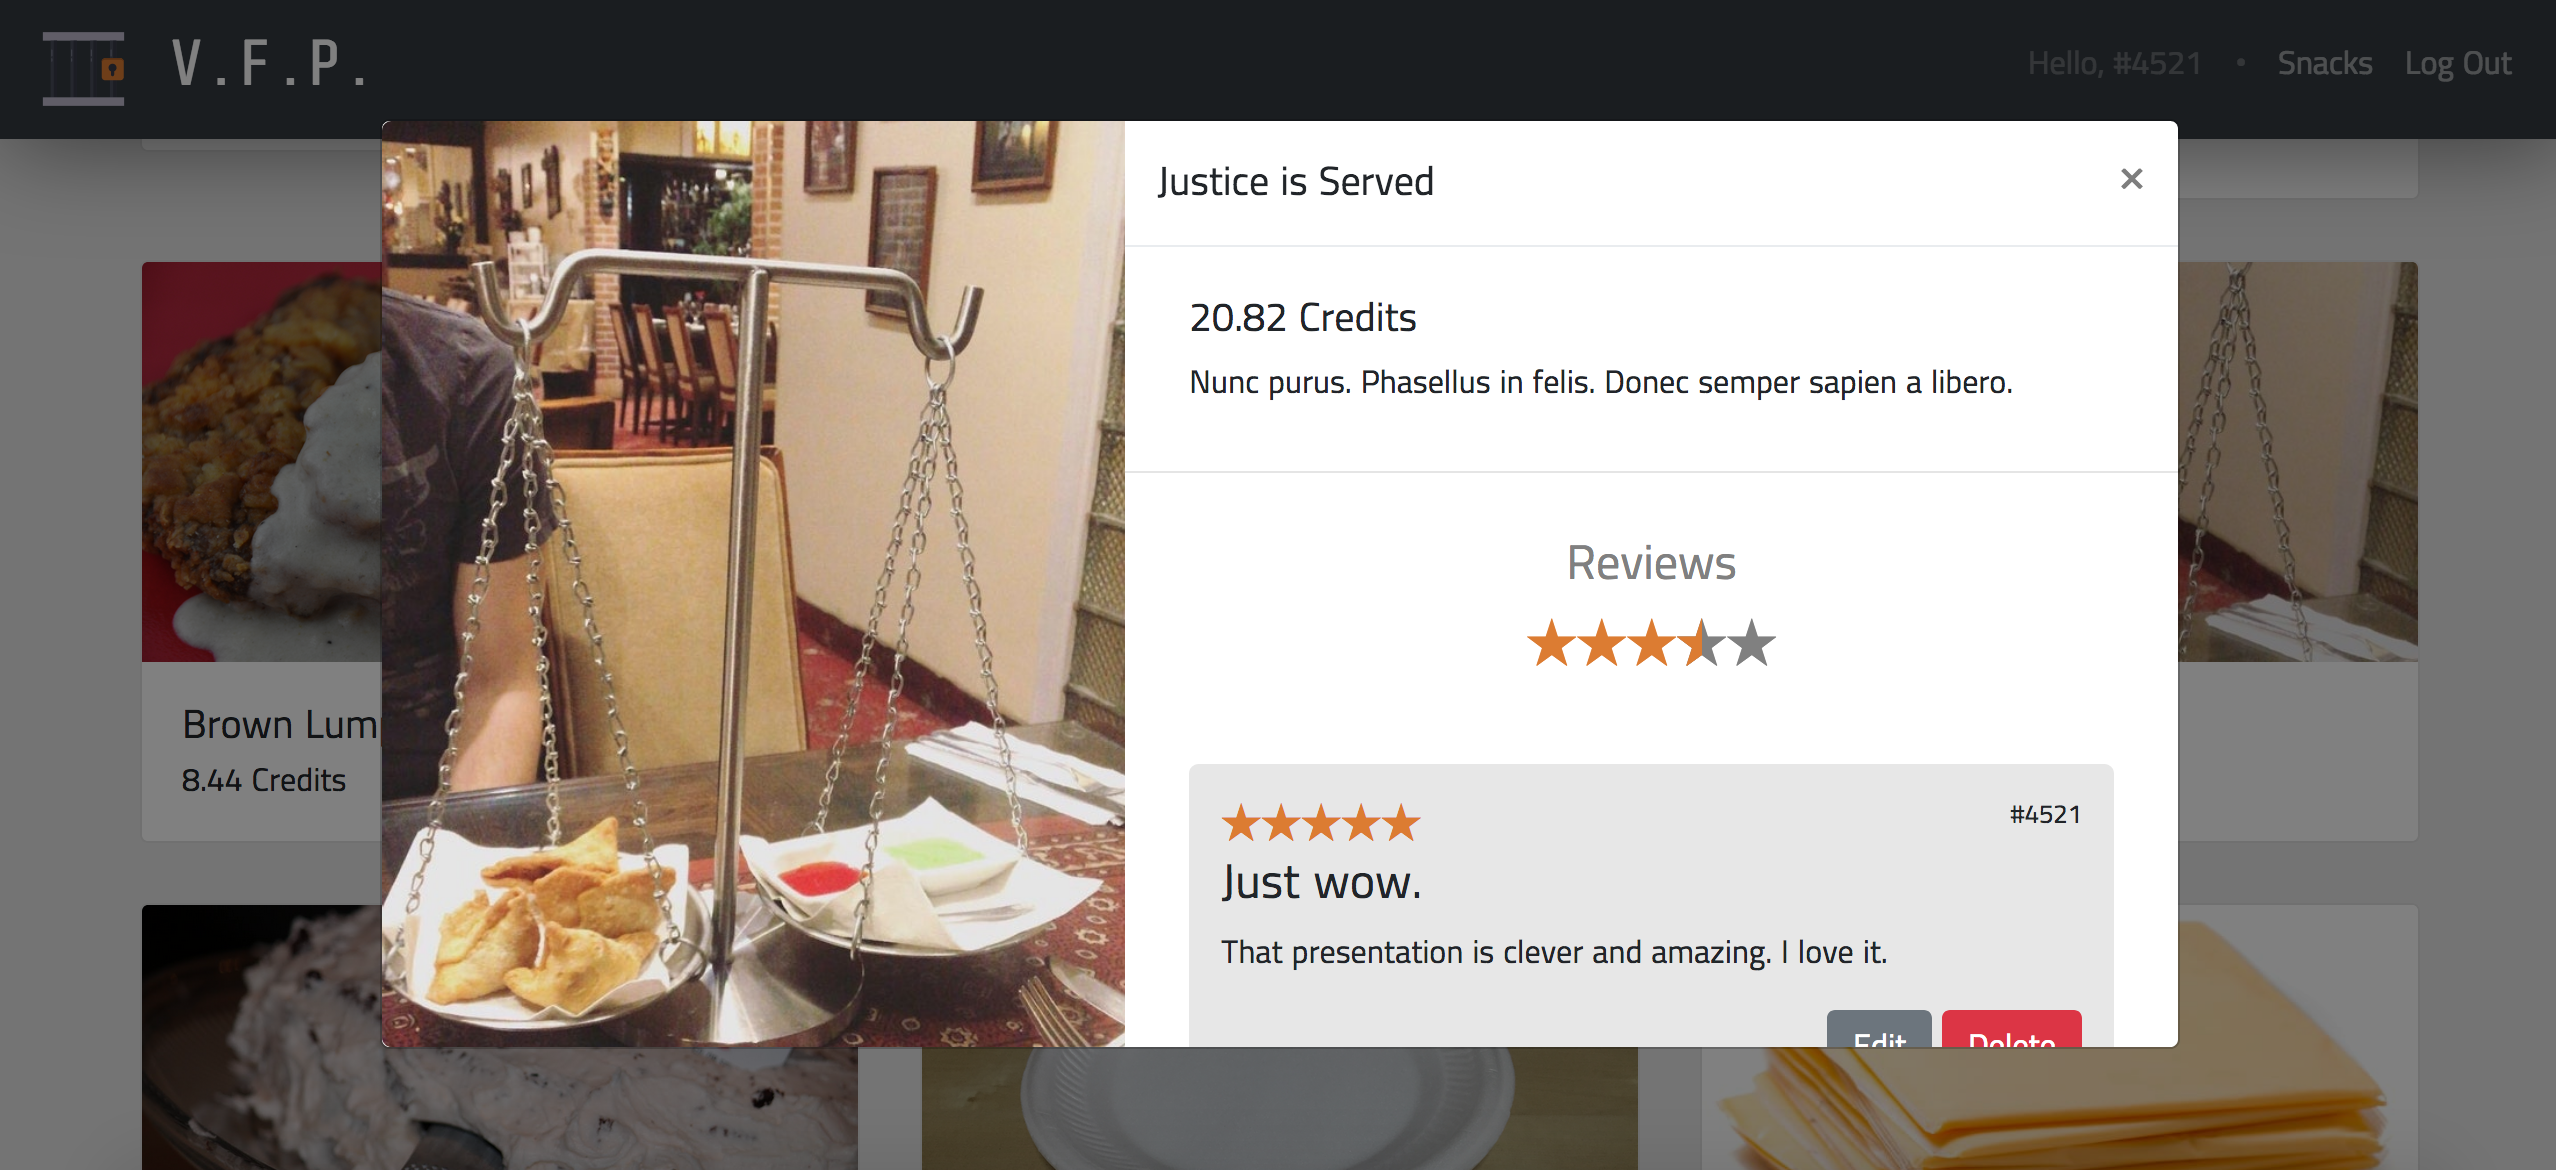 V.F.P.
Hello, #4521 • Snacks Log Out
Justice is Served
×
20.82 Credits
Nunc purus. Phasellus in felis. Donec semper sapien a libero.
Reviews
#4521
Just wow.
That presentation is clever and amazing. I love it.
Edit Delete
Brown Lum
8.44 Credits